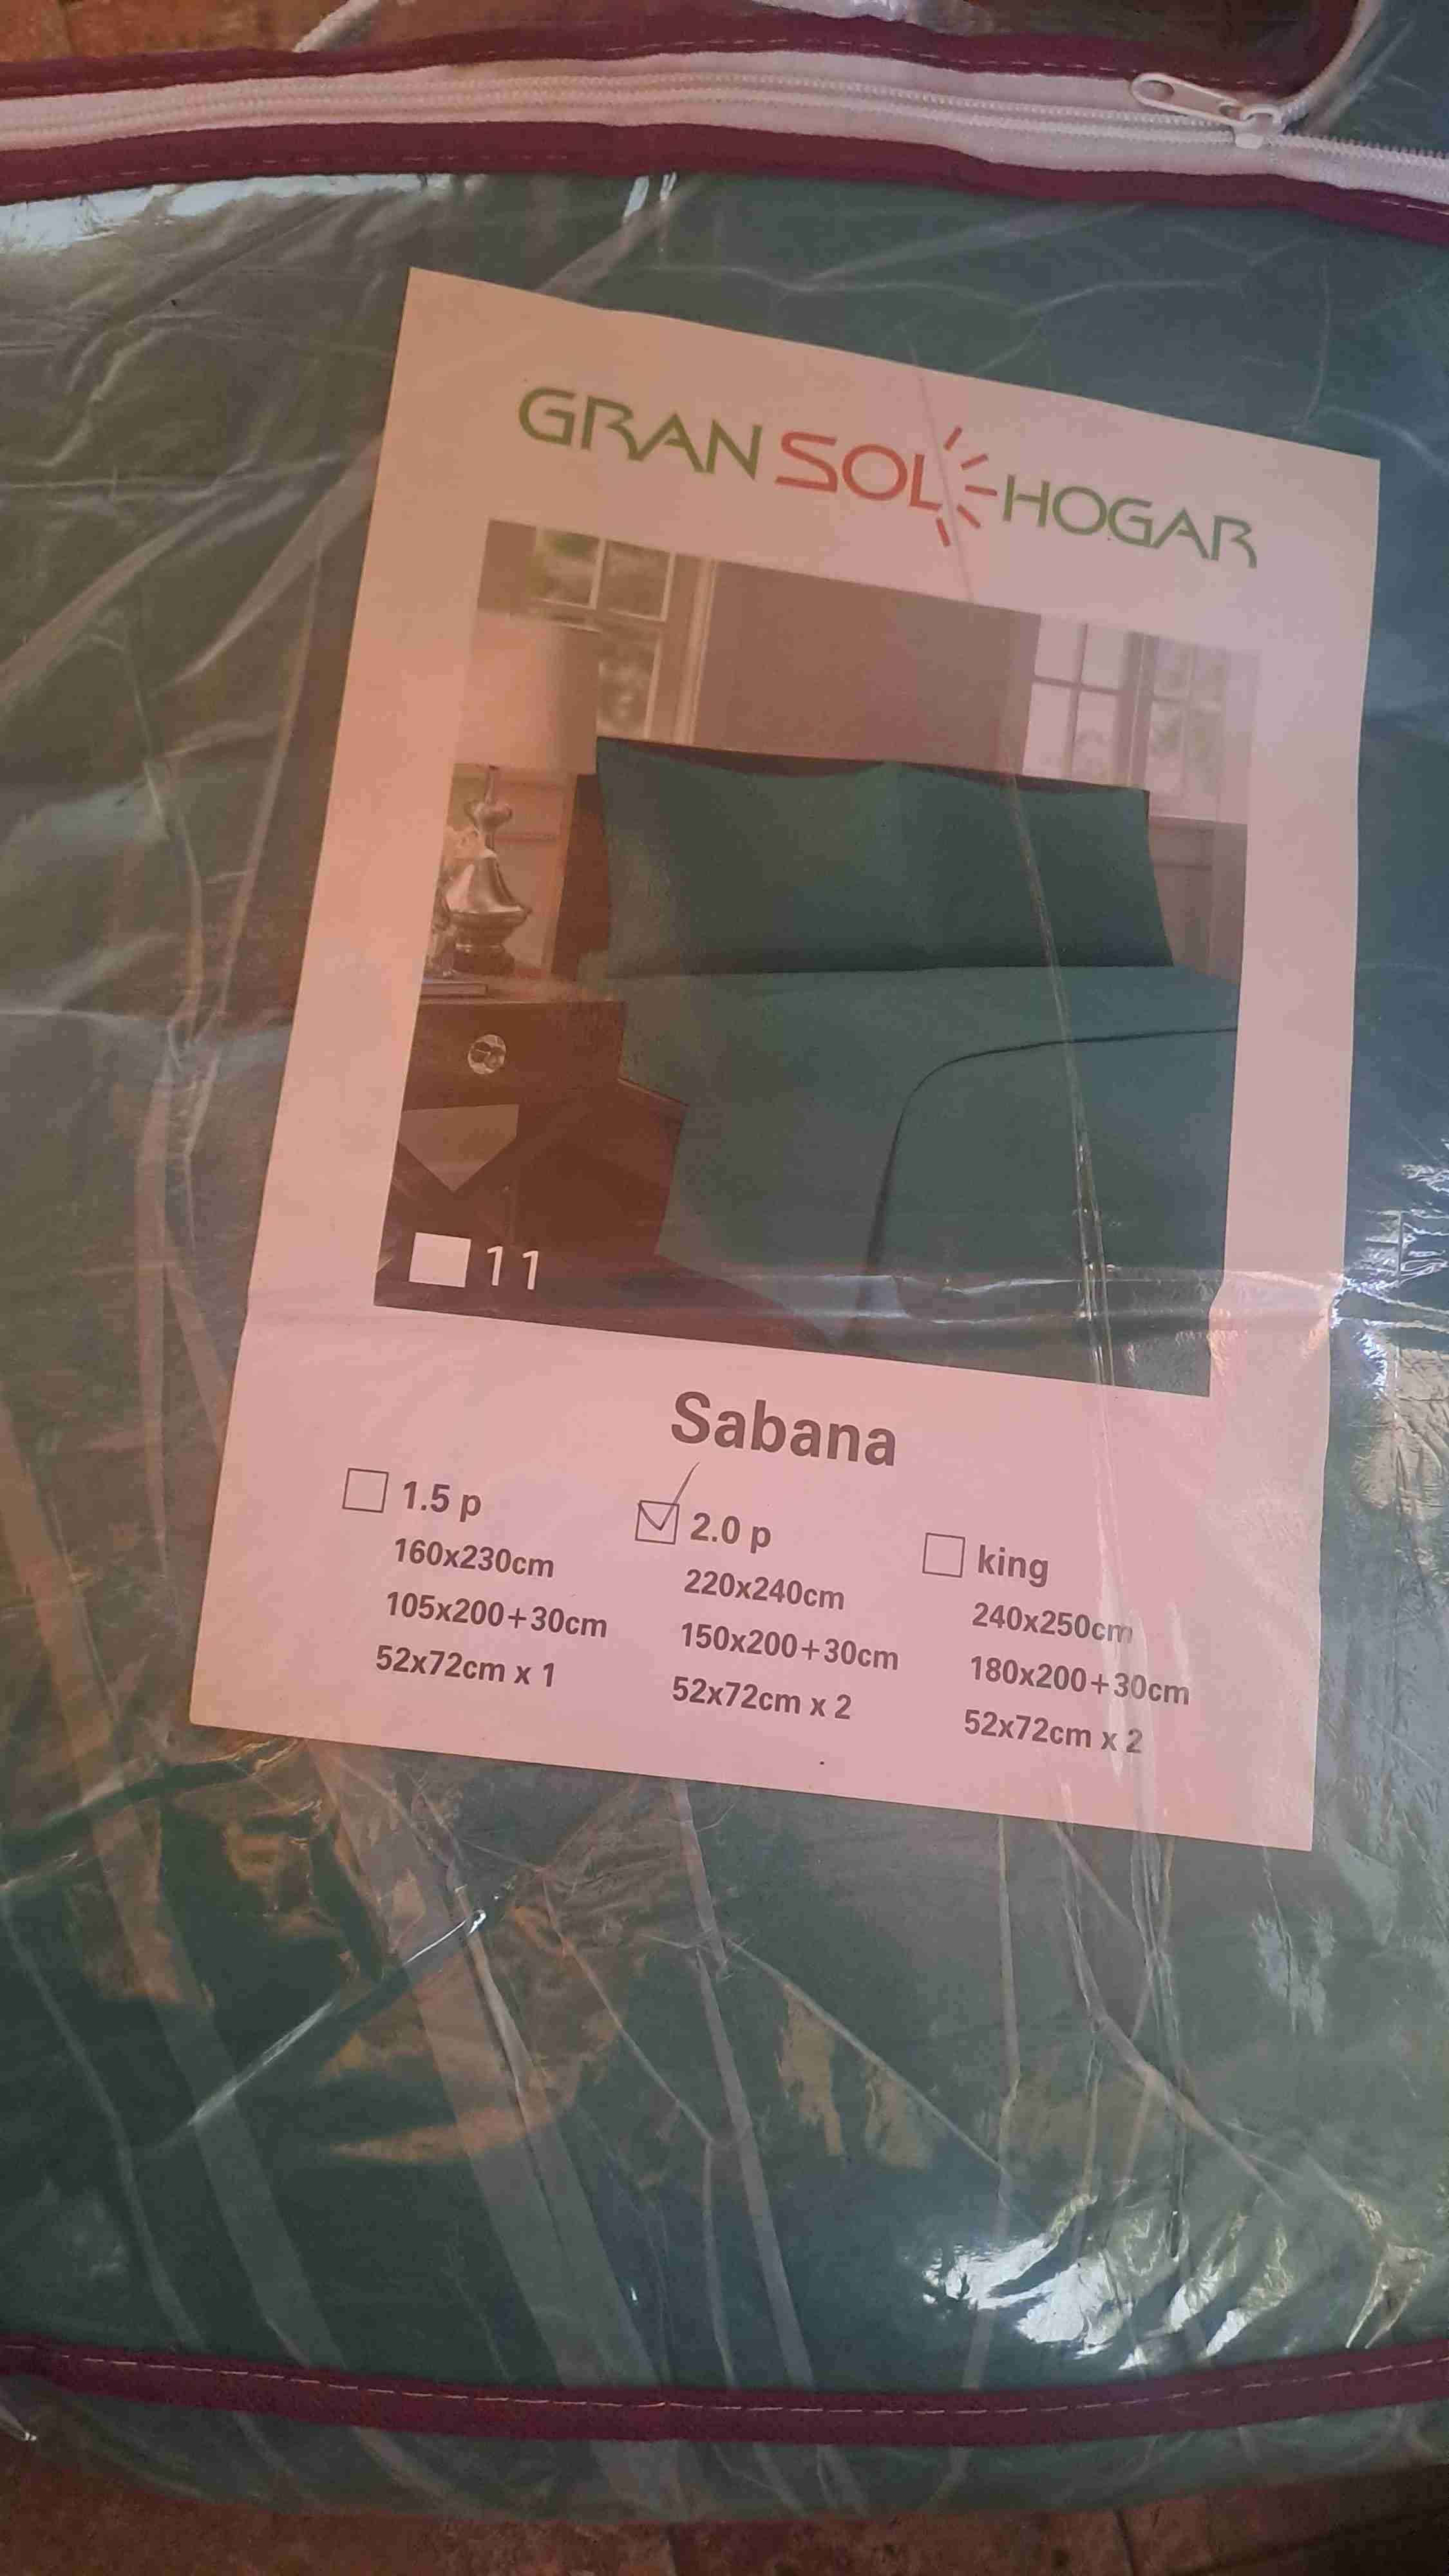 GRAN SOL HOGAR
11
Sabana
1.5 p
160x230cm
105x200+30cm
52x72cm x 1
2.0 p
220x240cm
150x200+30cm
52x72cm x 2
king
240x250cm
180x200+30cm
52x72cm x 2